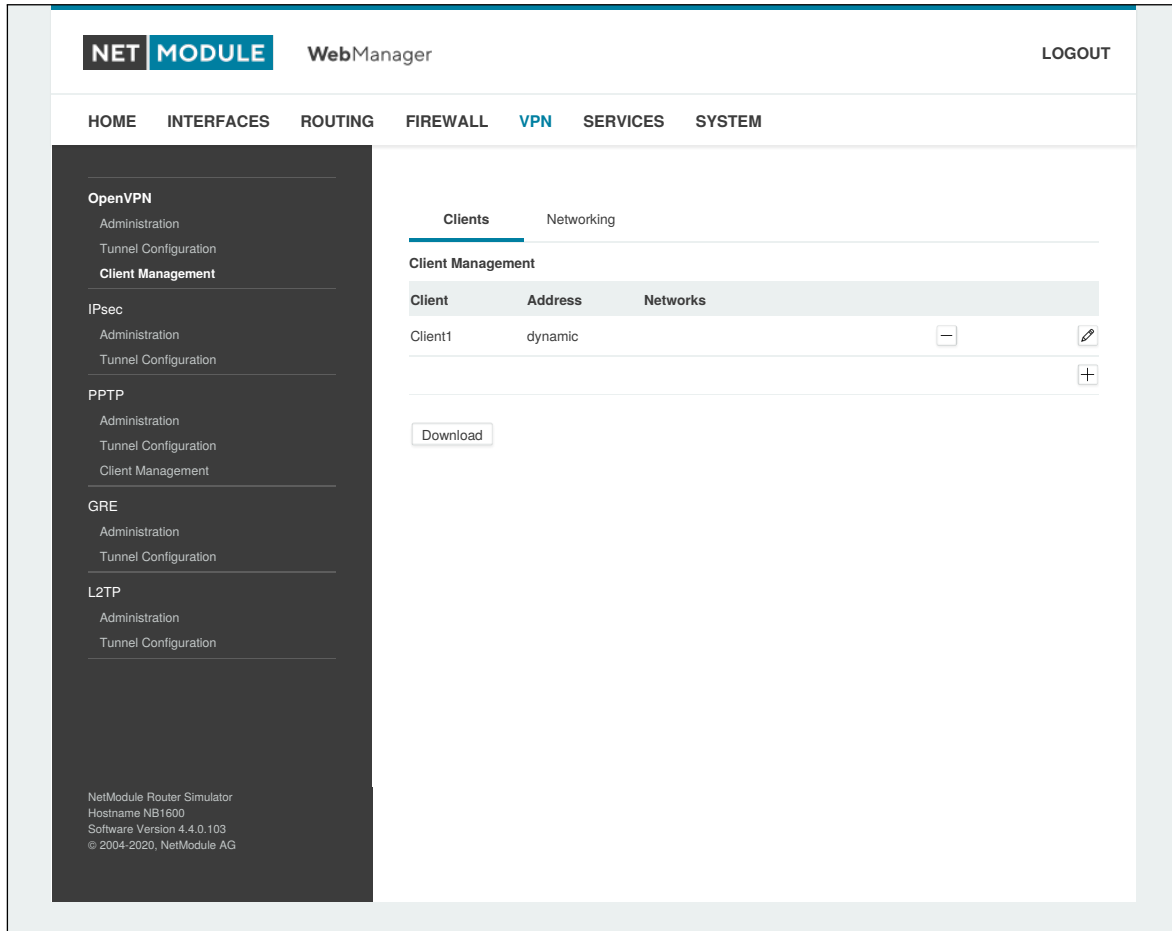 NET MODULE WebManager LOGOUT
HOME INTERFACES ROUTING FIREWALL VPN SERVICES SYSTEM
OpenVPN
Administration
Tunnel Configuration
Client Management
IPsec
Administration
Tunnel Configuration
PPTP
Administration
Tunnel Configuration
Client Management
GRE
Administration
Tunnel Configuration
L2TP
Administration
Tunnel Configuration
NetModule Router Simulator
Hostname NB1600
Software Version 4.4.0.103
© 2004-2020, NetModule AG
Clients Networking
Client Management
Client Address Networks
Client1 dynamic
Download